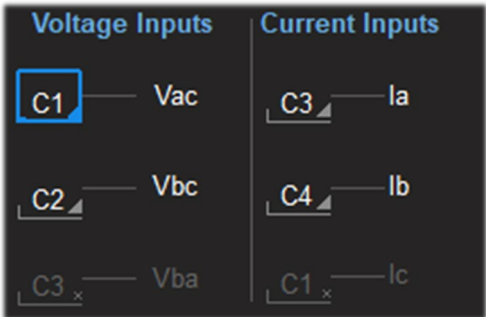 Voltage Inputs Current Inputs
C1 Vac C3 Ia
C2 Vbc C4 Ib
C3 x Vba C1 x Ic